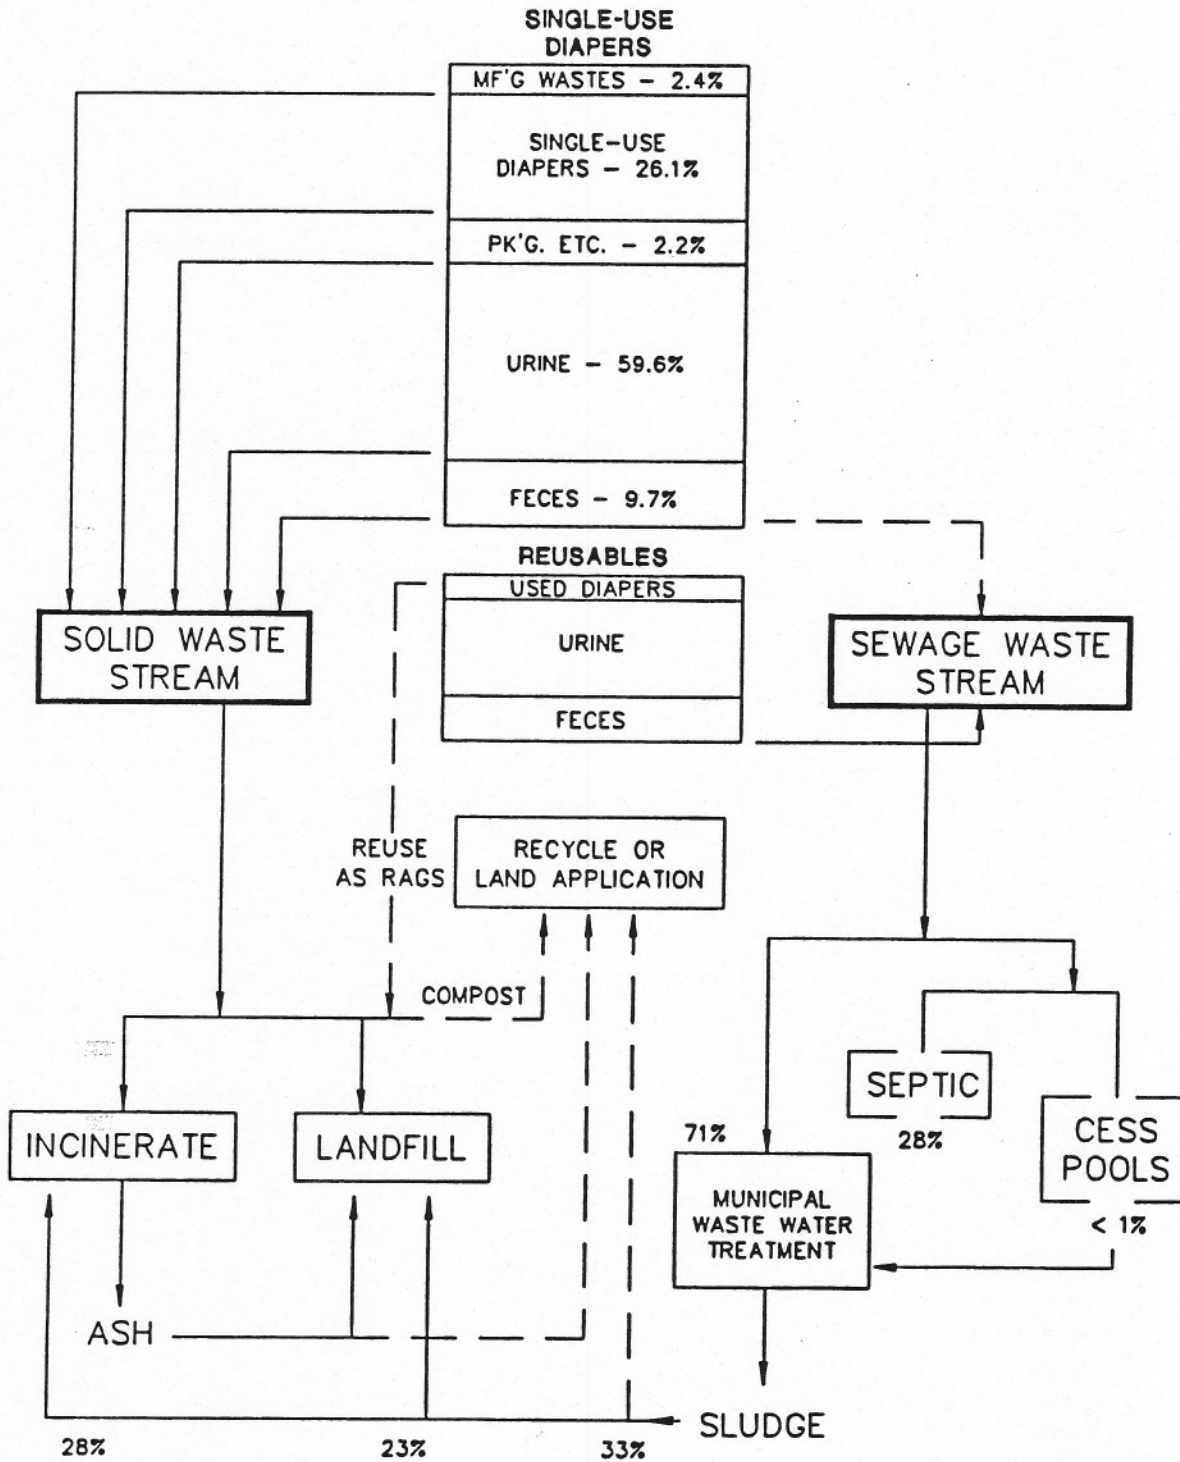 SINGLE-USE
DIAPERS
MF'G WASTES - 2.4%
SINGLE-USE
DIAPERS - 26.1%
PK'G. ETC. - 2.2%
URINE - 59.6%
FECES - 9.7%
REUSABLES
USED DIAPERS
URINE
FECES
SOLID WASTE
STREAM
SEWAGE WASTE
STREAM
REUSE
AS RAGS
RECYCLE OR
LAND APPLICATION
COMPOST
INCINERATE
LANDFILL
SEPTIC
28%
CESS
POOLS
< 1%
71%
MUNICIPAL
WASTE WATER
TREATMENT
ASH
SLUDGE
28%
23%
33%